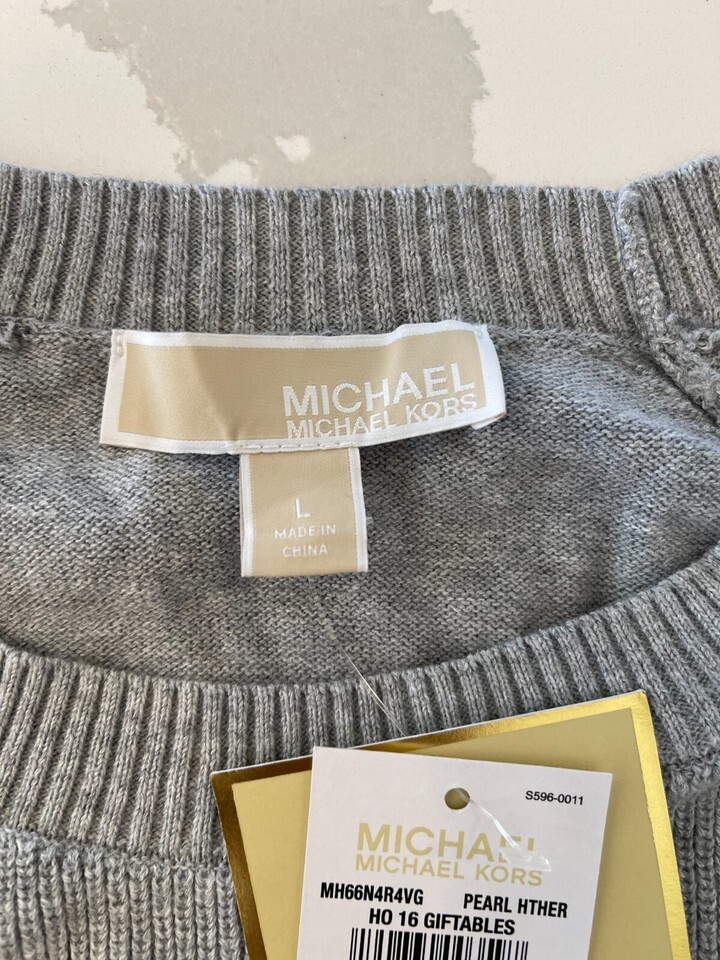 MICHAEL
MICHAEL KORS
L
MADE IN
CHINA
S596-0011
MICHAEL
MICHAEL KORS
MH66N4R4VG PEARL HTHER
HO 16 GIFTABLES